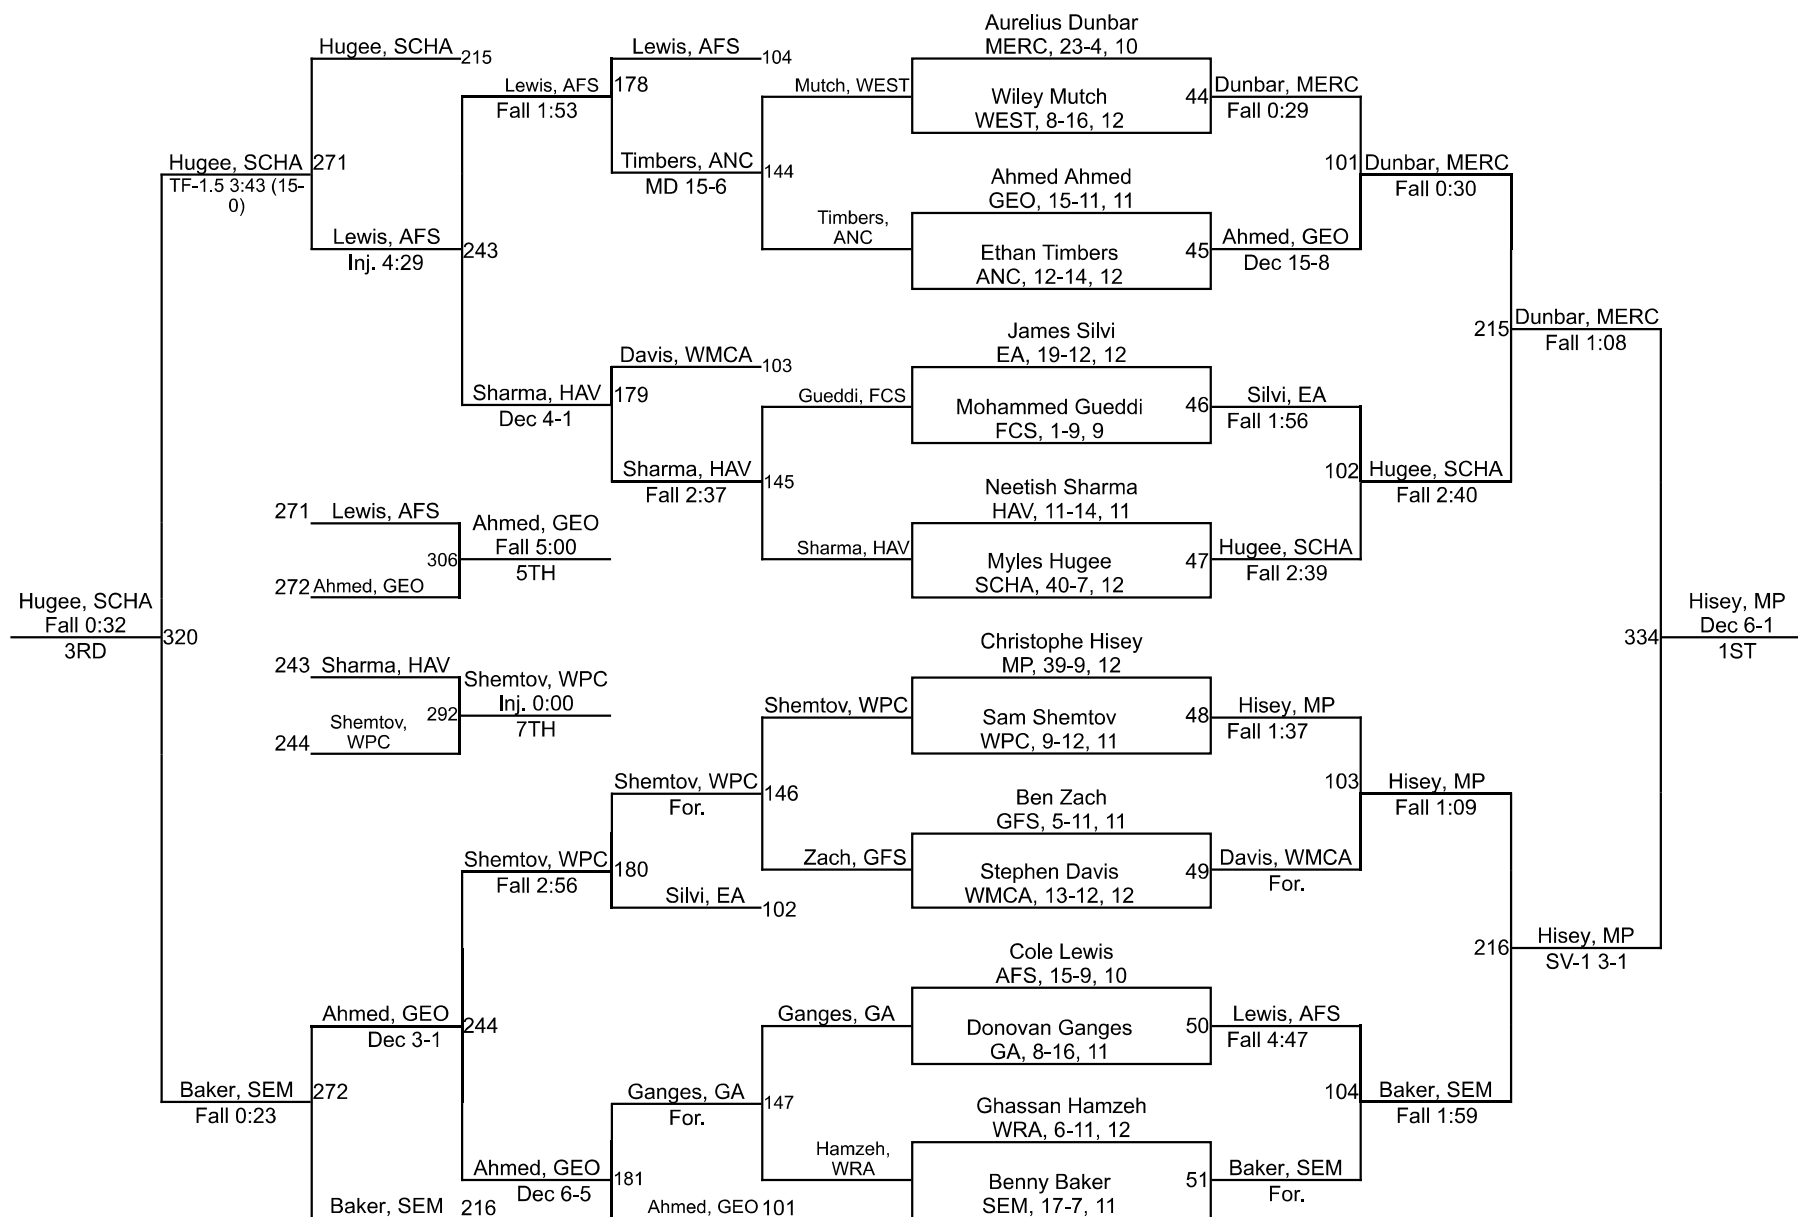 Hugee, SCHA
215
Lewis, AFS
104
Aurelius Dunbar
MERC, 23-4, 10
Lewis, AFS
Fall 1:53
178
Mutch, WEST
Wiley Mutch
WEST, 8-16, 12
44
Dunbar, MERC
Fall 0:29
Hugee, SCHA
TF-1.5 3:43 (15-
0)
271
Timbers, ANC
MD 15-6
144
101
Dunbar, MERC
Fall 0:30
Ahmed Ahmed
GEO, 15-11, 11
Lewis, AFS
Inj. 4:29
243
Timbers,
ANC
Ethan Timbers
ANC, 12-14, 12
45
Ahmed, GEO
Dec 15-8
215
Dunbar, MERC
Fall 1:08
James Silvi
EA, 19-12, 12
Davis, WMCA
103
Sharma, HAV
Dec 4-1
179
Gueddi, FCS
Mohammed Gueddi
FCS, 1-9, 9
46
Silvi, EA
Fall 1:56
Sharma, HAV
Fall 2:37
145
102
Hugee, SCHA
Fall 2:40
Neetish Sharma
HAV, 11-14, 11
271
Lewis, AFS
Ahmed, GEO
Fall 5:00
5TH
306
272
Ahmed, GEO
Sharma, HAV
Myles Hugee
SCHA, 40-7, 12
47
Hugee, SCHA
Fall 2:39
Hugee, SCHA
Fall 0:32
3RD
320
334
Hisey, MP
Dec 6-1
1ST
Christophe Hisey
MP, 39-9, 12
243
Sharma, HAV
Shemtov, WPC
Inj. 0:00
7TH
292
244
Shemtov,
WPC
Shemtov, WPC
Sam Shemtov
WPC, 9-12, 11
48
Hisey, MP
Fall 1:37
Shemtov, WPC
For.
146
103
Hisey, MP
Fall 1:09
Ben Zach
GFS, 5-11, 11
Shemtov, WPC
Fall 2:56
180
Zach, GFS
Stephen Davis
WMCA, 13-12, 12
49
Davis, WMCA
For.
Silvi, EA
102
216
Hisey, MP
SV-1 3-1
Cole Lewis
AFS, 15-9, 10
Ahmed, GEO
Dec 3-1
244
Ganges, GA
Donovan Ganges
GA, 8-16, 11
50
Lewis, AFS
Fall 4:47
Baker, SEM
Fall 0:23
272
Ganges, GA
For.
147
104
Baker, SEM
Fall 1:59
Ghassan Hamzeh
WRA, 6-11, 12
Hamzeh,
WRA
Ahmed, GEO
Dec 6-5
181
Benny Baker
SEM, 17-7, 11
51
Baker, SEM
For.
Baker, SEM
216
Ahmed, GEO
101